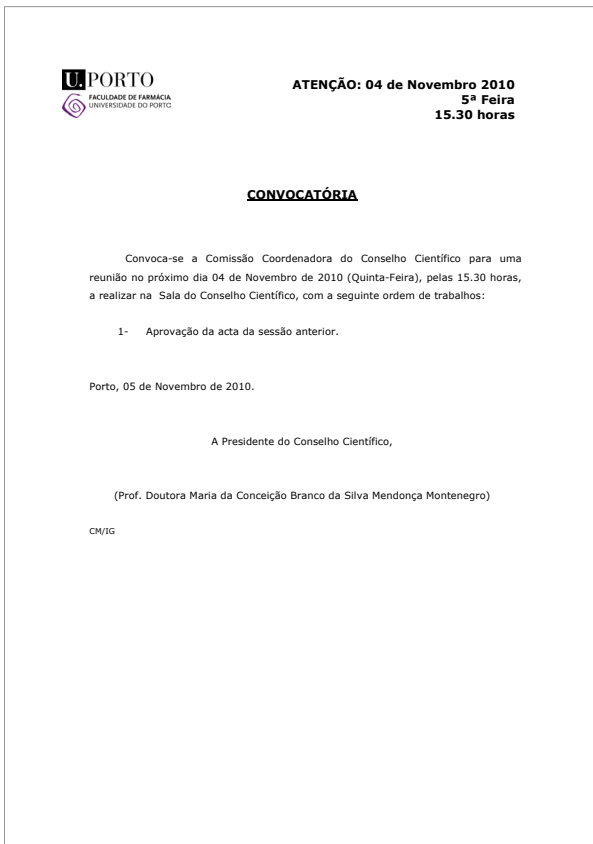 U.PORTO
FACULDADE DE FARMÁCIA
UNIVERSIDADE DO PORTO
ATENÇÃO: 04 de Novembro 2010
5ª Feira
15.30 horas
CONVOCATÓRIA
Convoca-se a Comissão Coordenadora do Conselho Científico para uma
reunião no próximo dia 04 de Novembro de 2010 (Quinta-Feira), pelas 15.30 horas,
a realizar na Sala do Conselho Científico, com a seguinte ordem de trabalhos:
1- Aprovação da acta da sessão anterior.
Porto, 05 de Novembro de 2010.
A Presidente do Conselho Científico,
(Prof. Doutora Maria da Conceição Branco da Silva Mendonça Montenegro)
CM/IG